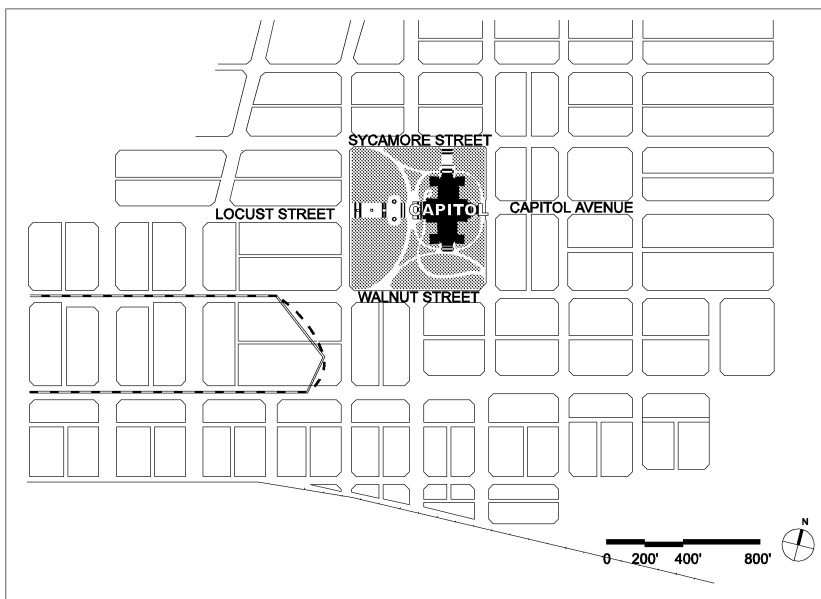 SYCAMORE STREET
LOCUST STREET
CAPITOL
CAPITOL AVENUE
WALNUT STREET
N
0 200' 400' 800'